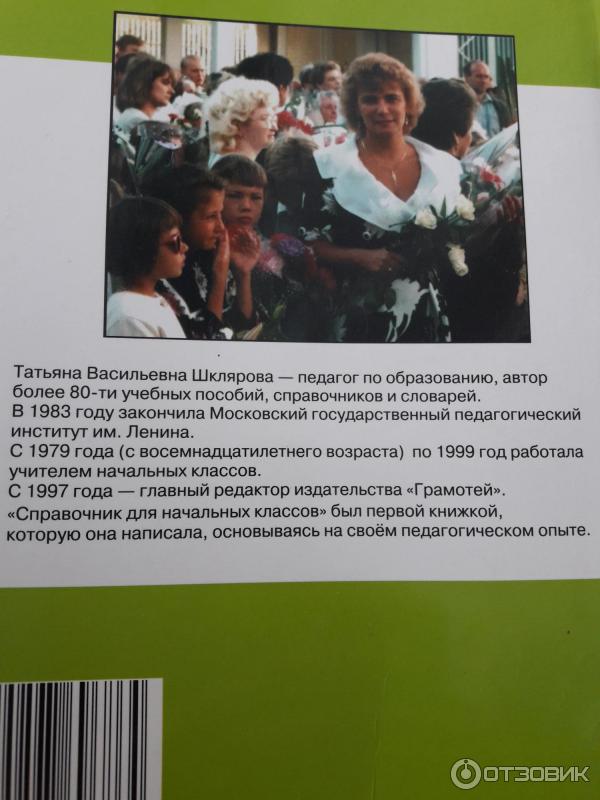 Татьяна Васильевна Шклярова — педагог по образованию, автор
более 80-ти учебных пособий, справочников и словарей.
В 1983 году закончила Московский государственный педагогический
институт им. Ленина.
С 1979 года (с восемнадцатилетнего возраста) по 1999 год работала
учителем начальных классов.
С 1997 года — главный редактор издательства «Грамотей».
«Справочник для начальных классов» был первой книжкой,
которую она написала, основываясь на своём педагогическом опыте.
ОТЗОВИК